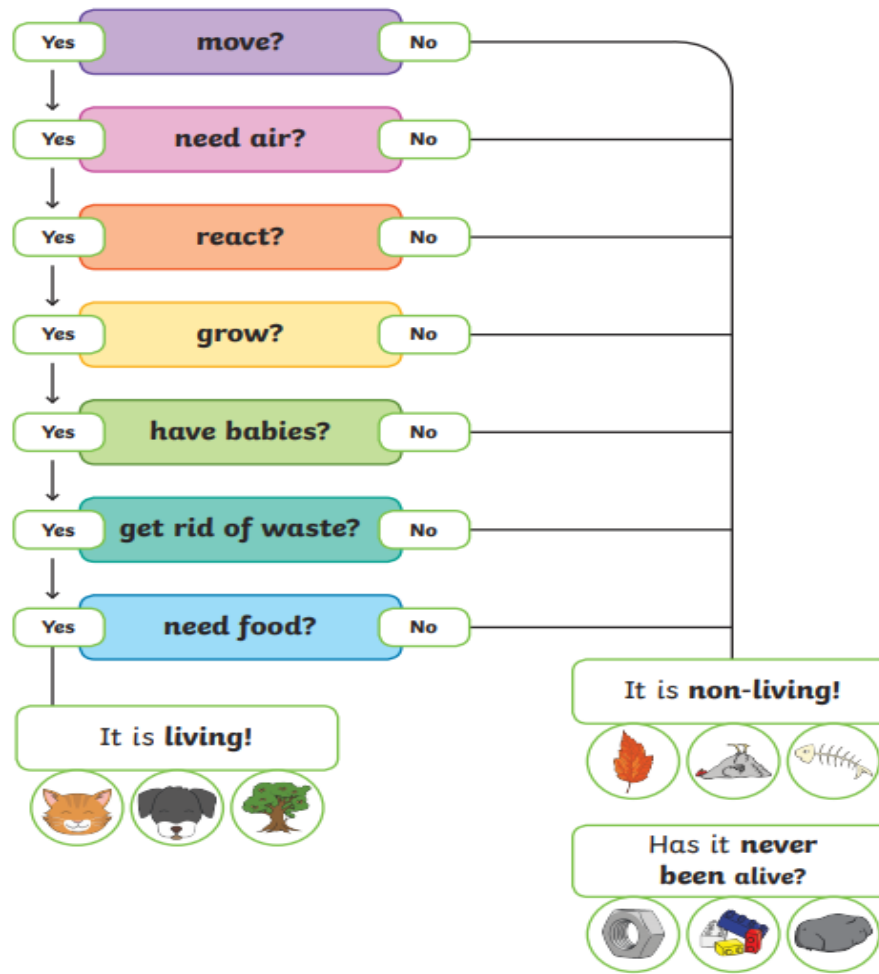 Yes move? No
Yes need air? No
Yes react? No
Yes grow? No
Yes have babies? No
Yes get rid of waste? No
Yes need food? No
It is living!
It is non-living!
Has it never
been alive?